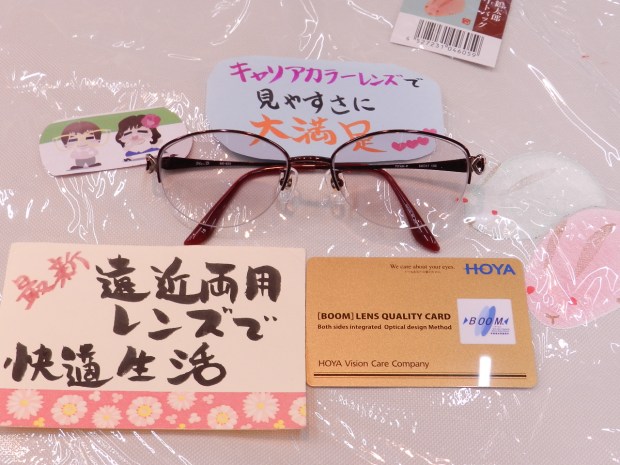 キャリアカラーレンズで
見やすさに
大満足
4527231046059
最新
遠近両用
レンズで
快適生活
We care about your eyes.
HOYA
[BOOM] LENS QUALITY CARD
Both sides integrated Optical design Method
BOOM
HOYA Vision Care Company